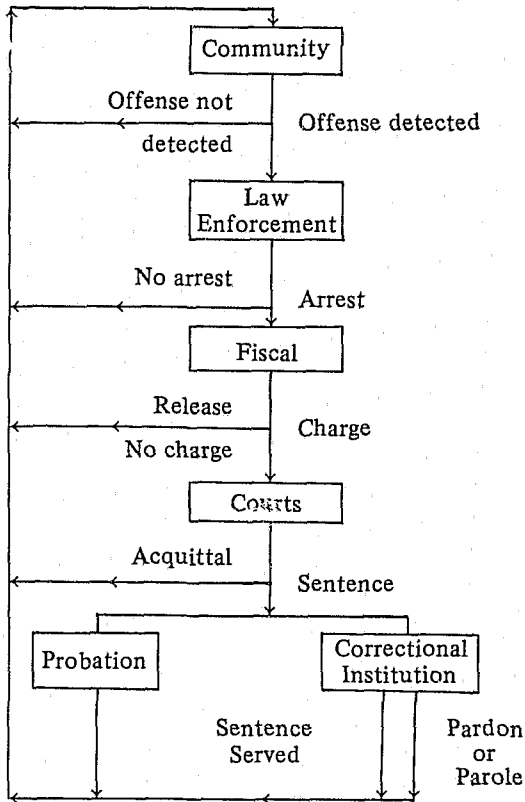 Community
Offense not
detected
Offense detected
Law
Enforcement
No arrest
Arrest
Fiscal
Release
No charge
Charge
Courts
Acquittal
Sentence
Probation
Correctional
Institution
Sentence
Served
Pardon
or
Parole